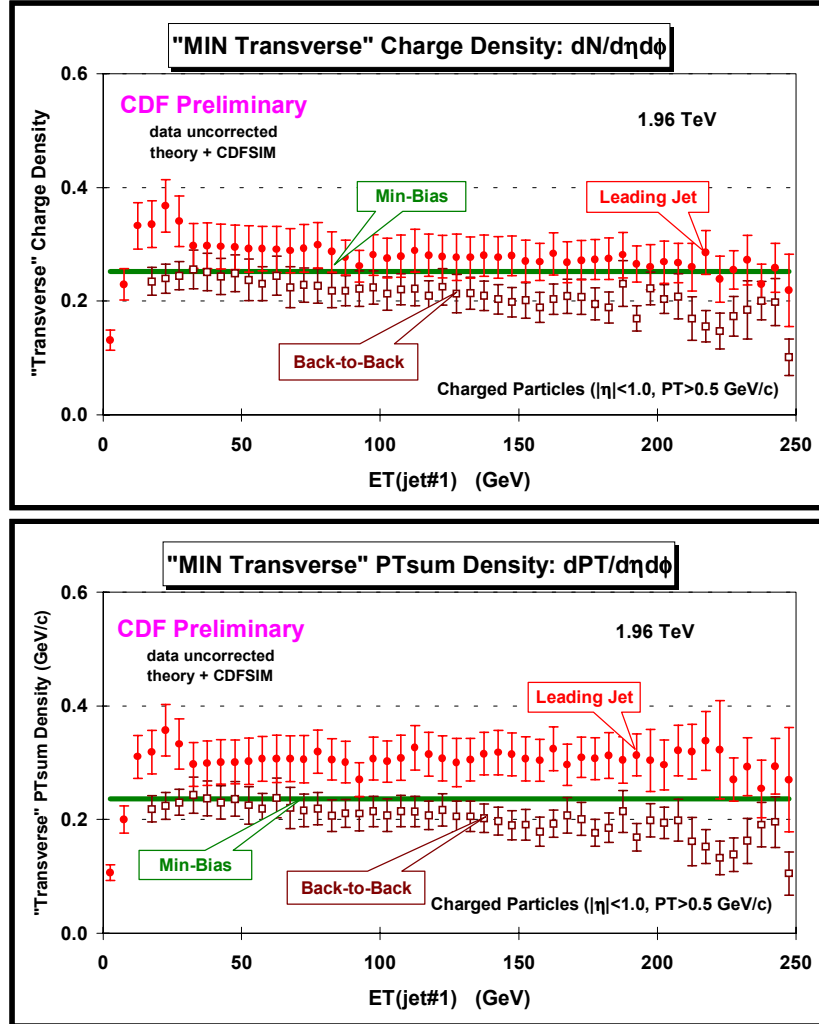 "MIN Transverse" Charge Density: dN/dηdϕ
0.6
CDF Preliminary
data uncorrected
theory + CDFSIM
1.96 TeV
"Transverse" Charge Density
0.4
Min-Bias
Leading Jet
0.2
Back-to-Back
Charged Particles (|η|<1.0, PT>0.5 GeV/c)
0.0
0 50 100 150 200 250
ET(jet#1) (GeV)
"MIN Transverse" PTsum Density: dPT/dηdϕ
0.6
CDF Preliminary
1.96 TeV
data uncorrected
theory + CDFSIM
"Transverse" PTsum Density (GeV/c)
Leading Jet
0.4
0.2
Min-Bias
Back-to-Back
Charged Particles (|η|<1.0, PT>0.5 GeV/c)
0.0
0 50 100 150 200 250
ET(jet#1) (GeV)